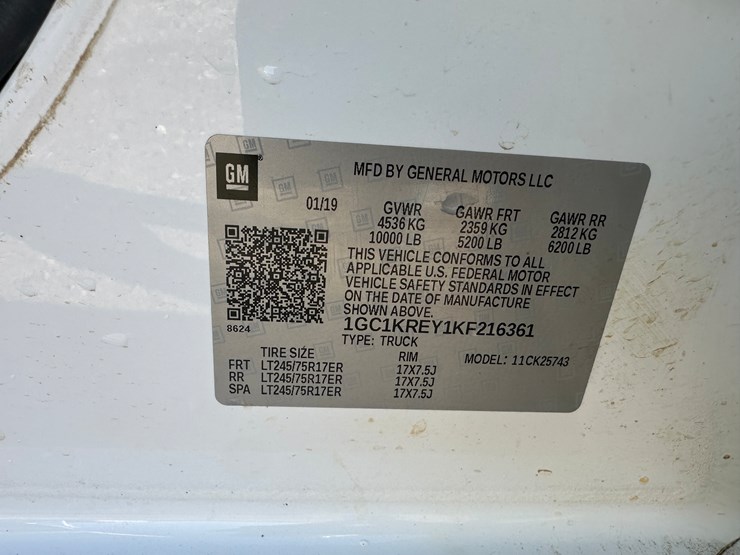 GM
MFD BY GENERAL MOTORS LLC
01/19
GVWR
4536 KG
10000 LB
GAWR FRT
2359 KG
5200 LB
GAWR RR
2812 KG
6200 LB
THIS VEHICLE CONFORMS TO ALL
APPLICABLE U.S. FEDERAL MOTOR
VEHICLE SAFETY STANDARDS IN EFFECT
ON THE DATE OF MANUFACTURE
SHOWN ABOVE.
8624
1GC1KREY1KF216361
TYPE: TRUCK
TIRE SIZE RIM MODEL: 11CK25743
FRT LT245/75R17ER 17X7.5J
RR LT245/75R17ER 17X7.5J
SPA LT245/75R17ER 17X7.5J